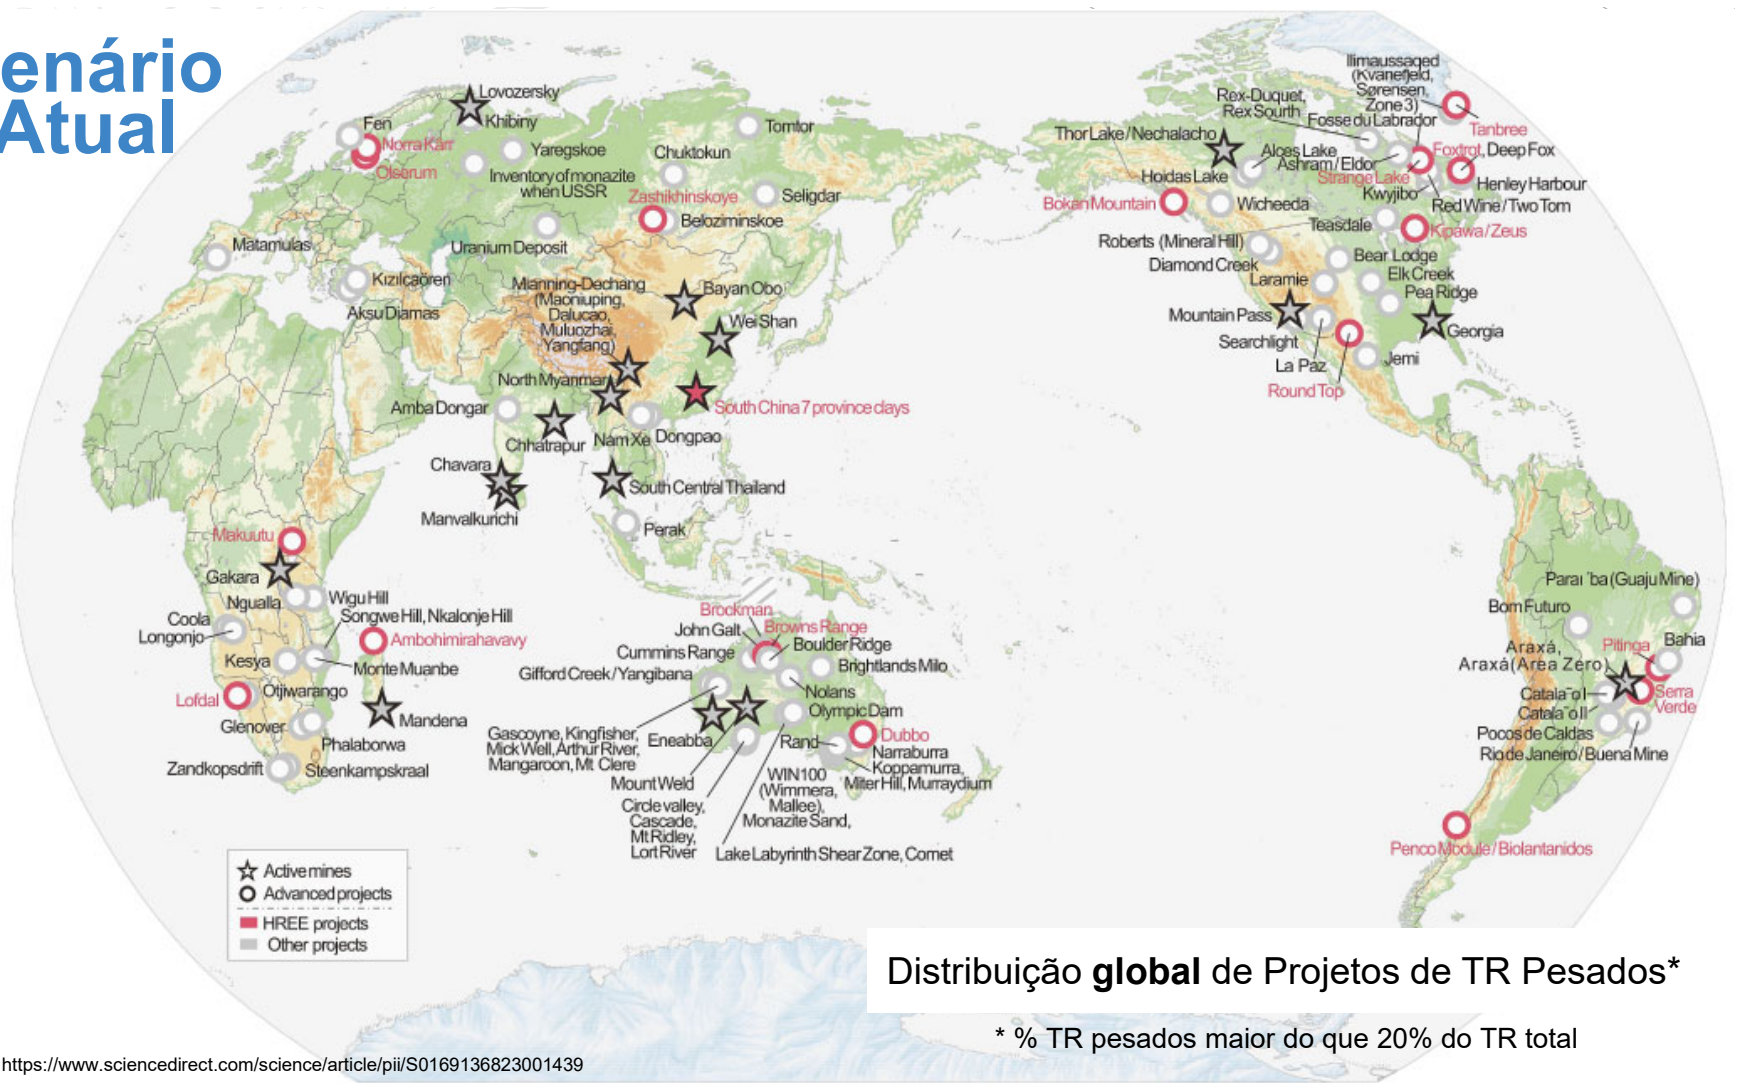 enário
Atual
Lovozersky
Khibiny
Fen
Norra Kärr
Olserum
Yaregskoe
Inventory of monazite
when USSR
Tomtor
Chuktokun
Zashikhinskoye
Seligdar
Beloziminskoe
Matamulas
Uranium Deposit
Kızılcaören
Aksu Diamas
Mianning-Dechang
(Maoniuping,
Dalucao,
Muluozhai,
Yangfang)
Bayan Obo
Wei Shan
North Myanmar
South China 7 province clays
Amba Dongar
Chhatrapur
Nam Xe
Dongpao
Chavara
Manvalkurichi
South Central Thailand
Perak
Makuutu
Gakara
Ngualla
Wigu Hill
Songwe Hill, Nkalonje Hill
Coola
Longonjo
Ambohimirahavavy
Kesya
Monte Muanbe
Lofdal
Otjiwarango
Glenover
Mandena
Phalaborwa
Zandkopsdrift
Steenkampskraal
Brockman
John Galt
Browns Range
Cummins Range
Boulder Ridge
Gifford Creek / Yangibana
Brightlands Milo
Nolans
Olympic Dam
Gascoyne, Kingfisher,
Mick Well, Arthur River,
Mangaroon, Mt Clere
Eneabba
Rand
Dubbo
Narraburra
Koppamurra,
Miter Hill, Murraydium
Mount Weld
WIN100
(Wimmera,
Mallee),
Monazite Sand,
Circle valley,
Cascade,
Mt Ridley,
Lort River
Lake Labyrinth Shear Zone, Comet
Ilimaussaqed
(Kvanefjeld,
Sørensen,
Zone 3)
Rex-Duquet,
Rex Sourth
Fosse du Labrador
Tanbree
Thor Lake / Nechalacho
Alces Lake
Ashram / Eldor
Foxtrot, Deep Fox
Hoidas Lake
Strange Lake
Kwyjibo
Henley Harbour
Bokan Mountain
Wicheeda
Red Wine / Two Tom
Teasdale
Kipawa / Zeus
Roberts (Mineral Hill)
Diamond Creek
Bear Lodge
Laramie
Elk Creek
Pea Ridge
Mountain Pass
Georgia
Searchlight
La Paz
Jemi
Round Top
Paraı´ba (Guaju Mine)
Bom Futuro
Araxá,
Araxá (Area Zero)
Pitinga
Bahia
Catala˜o I
Serra
Verde
Catala˜o II
Pocos de Caldas
Rio de Janeiro / Buena Mine
Penco Module / Biolantanidos
Active mines
Advanced projects
HREE projects
Other projects
Distribuição global de Projetos de TR Pesados*
* % TR pesados maior do que 20% do TR total
https://www.sciencedirect.com/science/article/pii/S0169136823001439